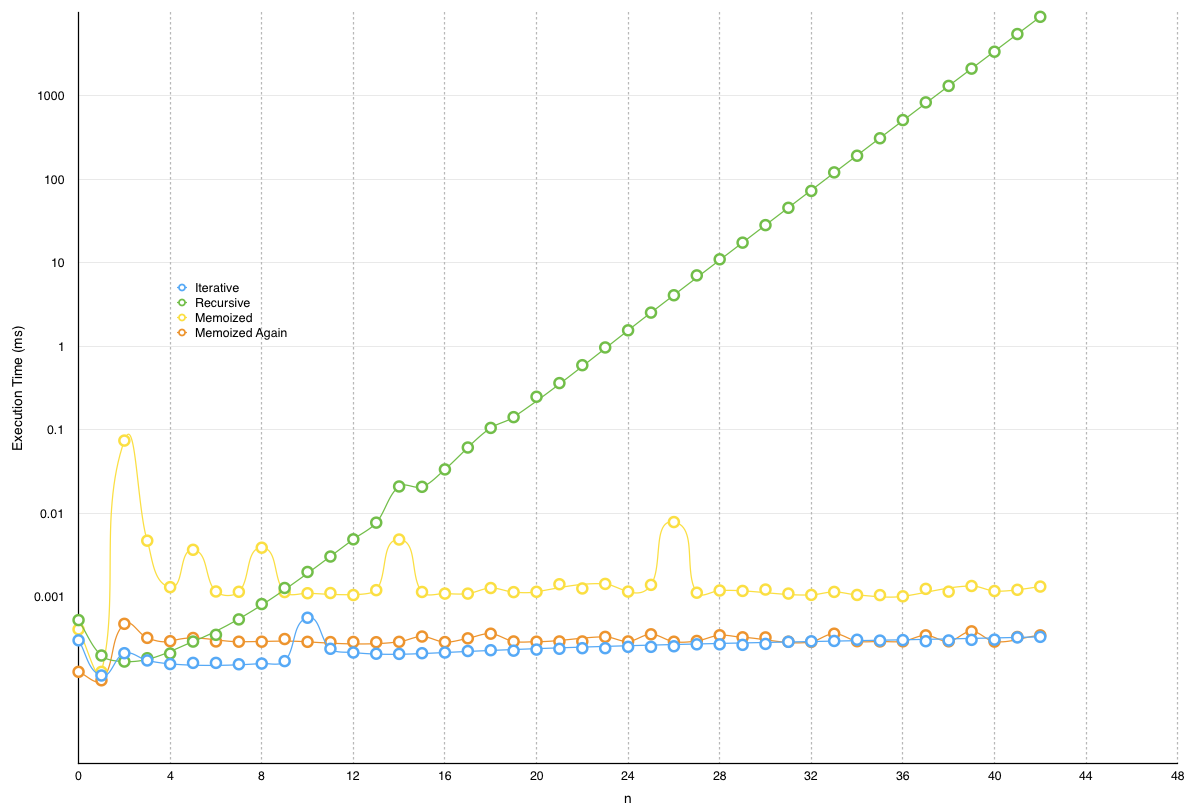 1000
100
10
Iterative
Recursive
Memoized
Memoized Again
1
Execution Time (ms)
0.1
0.01
0.001
0 4 8 12 16 20 24 28 32 36 40 44 48
n